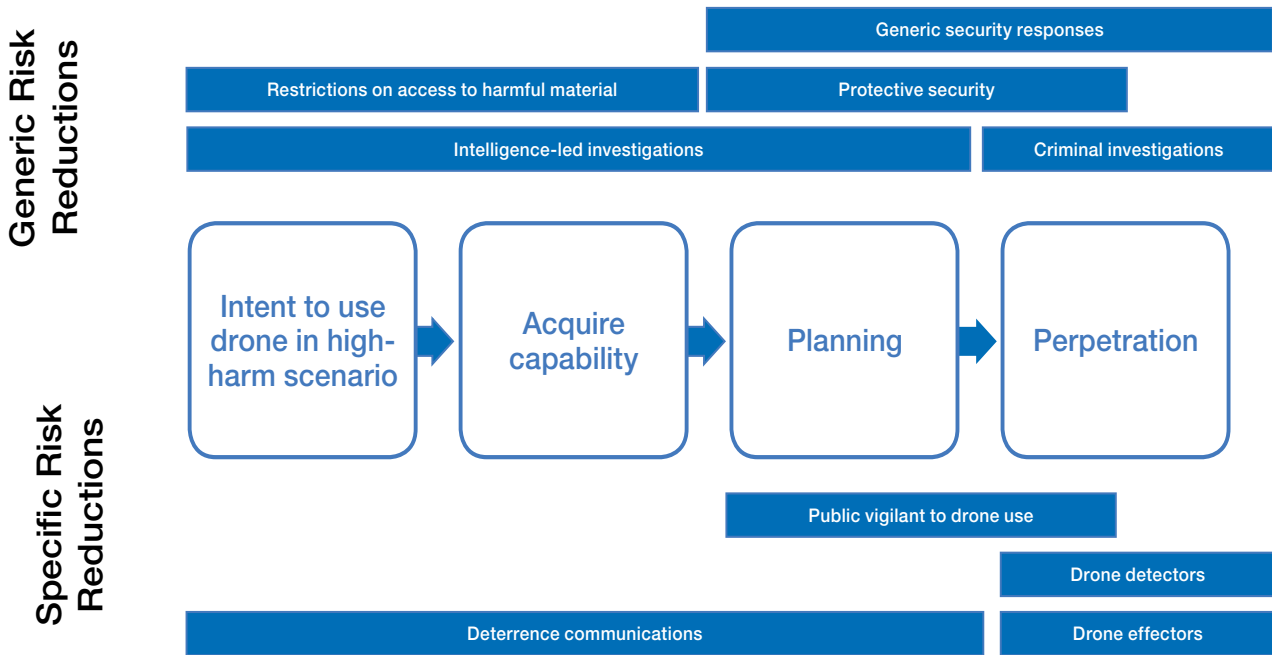 Generic Risk
Reductions
Generic security responses
Restrictions on access to harmful material
Protective security
Intelligence-led investigations
Criminal investigations
Intent to use
drone in high-
harm scenario
Acquire
capability
Planning
Perpetration
Specific Risk
Reductions
Public vigilant to drone use
Drone detectors
Deterrence communications
Drone effectors